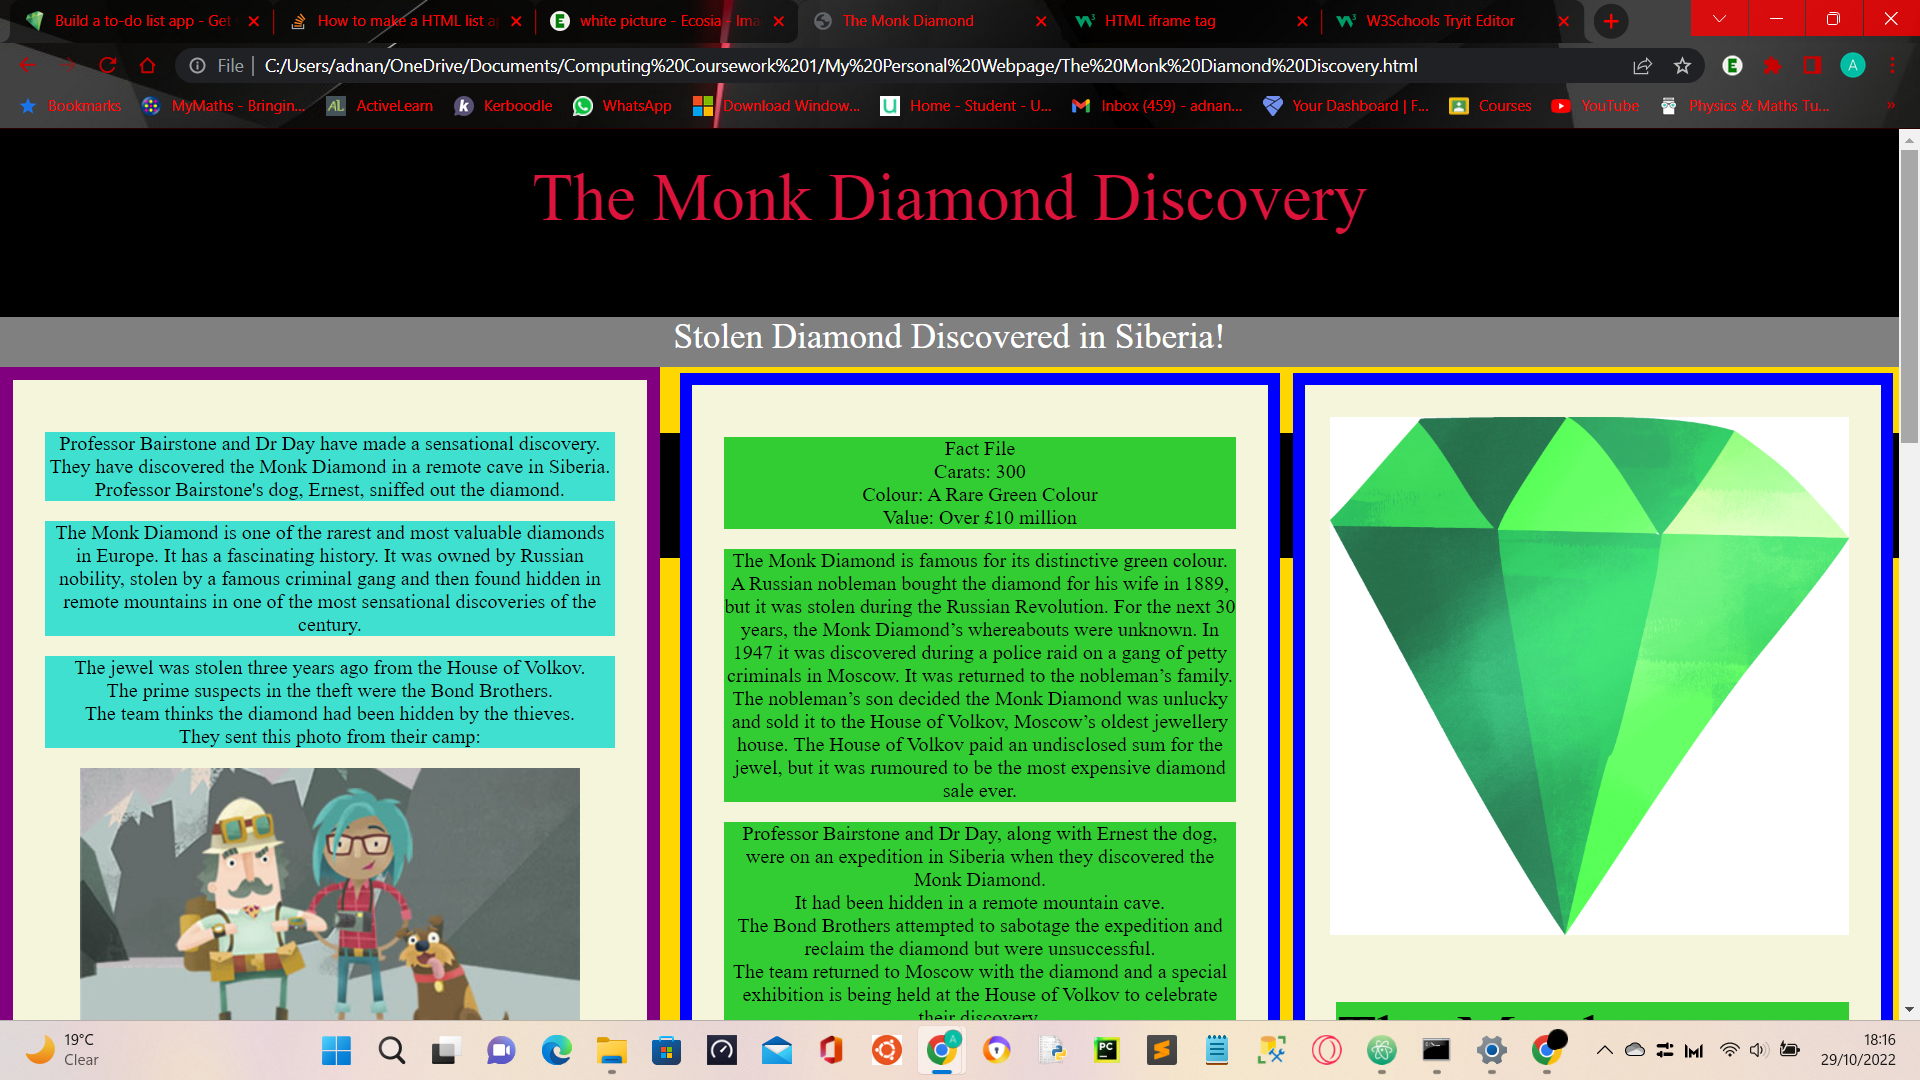 Build a to-do list app - Get
How to make a HTML list a
white picture - Ecosia - Ima
The Monk Diamond
HTML iframe tag
W3Schools Tryit Editor
File
C:/Users/adnan/OneDrive/Documents/Computing%20Coursework%201/My%20Personal%20Webpage/The%20Monk%20Diamond%20Discovery.html
E
A
Bookmarks
MyMaths - Bringin...
AL
ActiveLearn
k
Kerboodle
WhatsApp
Download Window...
U
Home - Student - U...
Inbox (459) - adnan...
Your Dashboard | F...
Courses
YouTube
Physics & Maths Tu...
»
The Monk Diamond Discovery
Stolen Diamond Discovered in Siberia!
Professor Bairstone and Dr Day have made a sensational discovery.
They have discovered the Monk Diamond in a remote cave in Siberia.
Professor Bairstone's dog, Ernest, sniffed out the diamond.
The Monk Diamond is one of the rarest and most valuable diamonds
in Europe. It has a fascinating history. It was owned by Russian
nobility, stolen by a famous criminal gang and then found hidden in
remote mountains in one of the most sensational discoveries of the
century.
The jewel was stolen three years ago from the House of Volkov.
The prime suspects in the theft were the Bond Brothers.
The team thinks the diamond had been hidden by the thieves.
They sent this photo from their camp:
Fact File
Carats: 300
Colour: A Rare Green Colour
Value: Over £10 million
The Monk Diamond is famous for its distinctive green colour.
A Russian nobleman bought the diamond for his wife in 1889,
but it was stolen during the Russian Revolution. For the next 30
years, the Monk Diamond’s whereabouts were unknown. In
1947 it was discovered during a police raid on a gang of petty
criminals in Moscow. It was returned to the nobleman’s family.
The nobleman’s son decided the Monk Diamond was unlucky
and sold it to the House of Volkov, Moscow’s oldest jewellery
house. The House of Volkov paid an undisclosed sum for the
jewel, but it was rumoured to be the most expensive diamond
sale ever.
Professor Bairstone and Dr Day, along with Ernest the dog,
were on an expedition in Siberia when they discovered the
Monk Diamond.
It had been hidden in a remote mountain cave.
The Bond Brothers attempted to sabotage the expedition and
reclaim the diamond but were unsuccessful.
The team returned to Moscow with the diamond and a special
exhibition is being held at the House of Volkov to celebrate
their discovery.
19°C
Clear
PC
18:16
29/10/2022